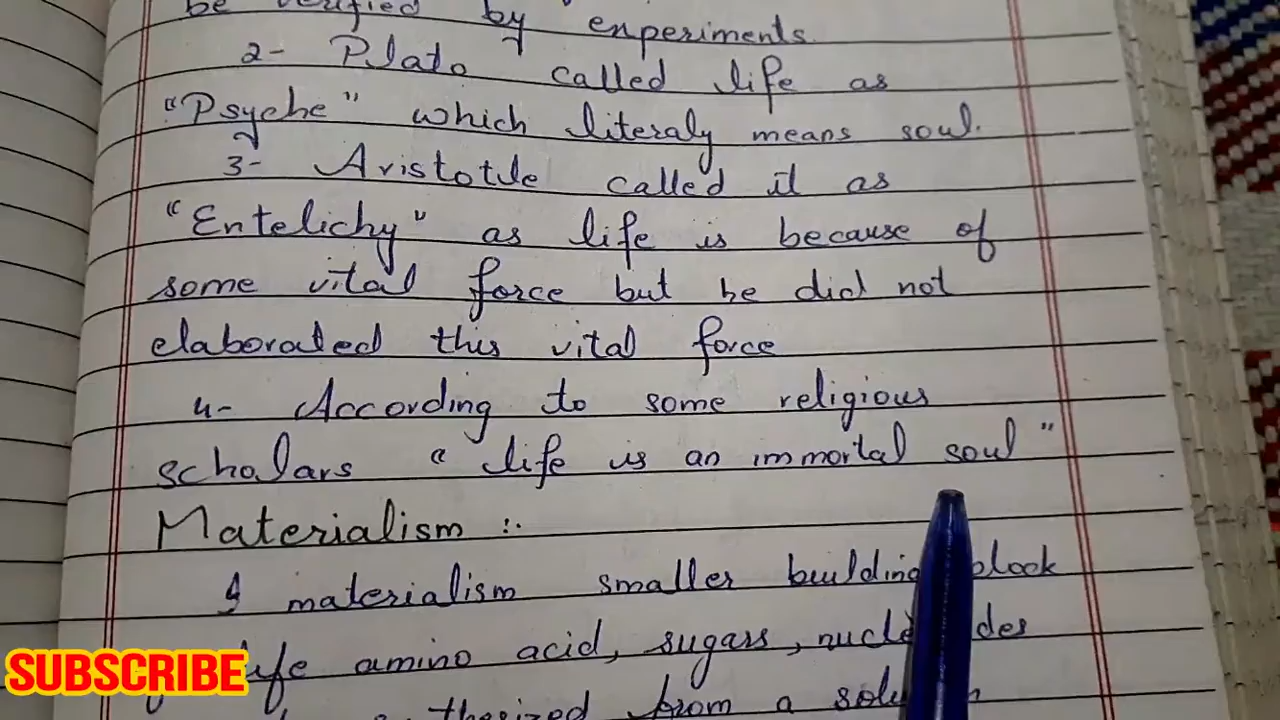 be verified by enperiments
2- Plato called life as
"Psyche" which literaly means soul.
3- Aristotle called it as
"Entelichy" as life is because of
some vital force but he did not
elaborated this vital force
4- According to some religious
scholars "life is an immortal soul"
Materialism :-
materialism smaller building block
life amino acid, sugars,
from a
SUBSCRIBE